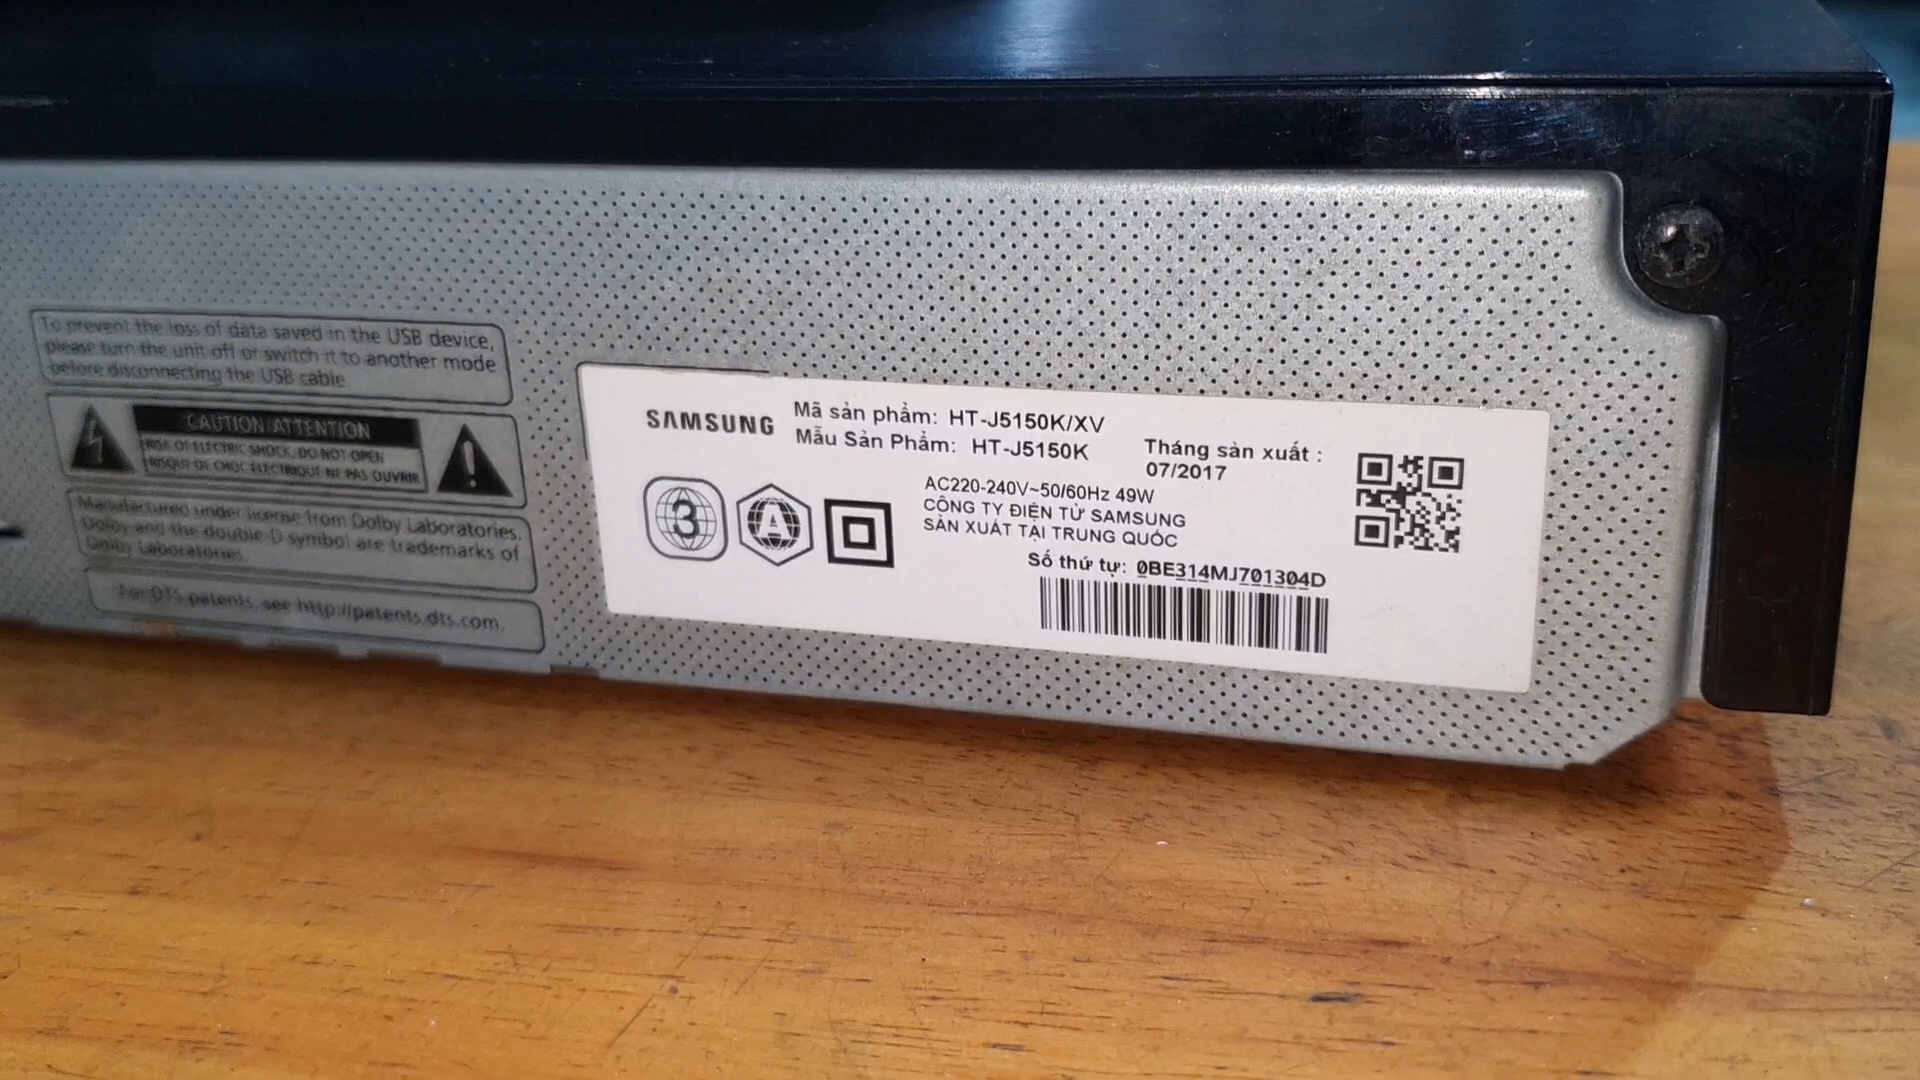 To prevent the loss of data saved in the USB device,
please turn the unit off or switch it to another mode
before disconnecting the USB cable.
CAUTION/ATTENTION
RISK OF ELECTRIC SHOCK, DO NOT OPEN
RISQUE DE CHOC ELECTRIQUE NE PAS OUVRIR
Manufactured under license from Dolby Laboratories.
Dolby and the double-D symbol are trademarks of
Dolby Laboratories.
For DTS patents, see http://patents.dts.com.
SAMSUNG
Mã sản phẩm: HT-J5150K/XV
Mẫu Sản Phẩm: HT-J5150K
Tháng sản xuất :
07/2017
3
A
AC220-240V~50/60Hz 49W
CÔNG TY ĐIỆN TỬ SAMSUNG
SẢN XUẤT TẠI TRUNG QUỐC
Số thứ tự: 0BE314MJ701304D